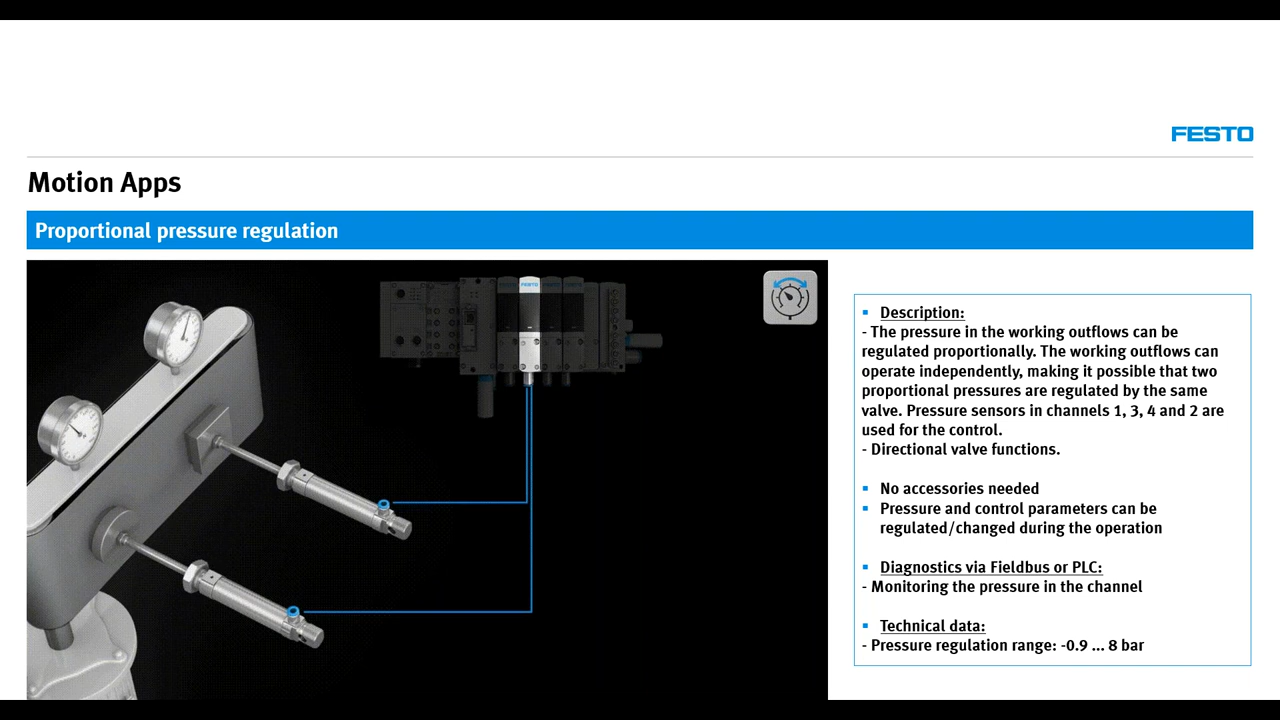 FESTO
Motion Apps
Proportional pressure regulation
FESTO
Description:
- The pressure in the working outflows can be
regulated proportionally. The working outflows can
operate independently, making it possible that two
proportional pressures are regulated by the same
valve. Pressure sensors in channels 1, 3, 4 and 2 are
used for the control.
- Directional valve functions.
No accessories needed
Pressure and control parameters can be
regulated/changed during the operation
Diagnostics via Fieldbus or PLC:
- Monitoring the pressure in the channel
Technical data:
- Pressure regulation range: -0.9 ... 8 bar